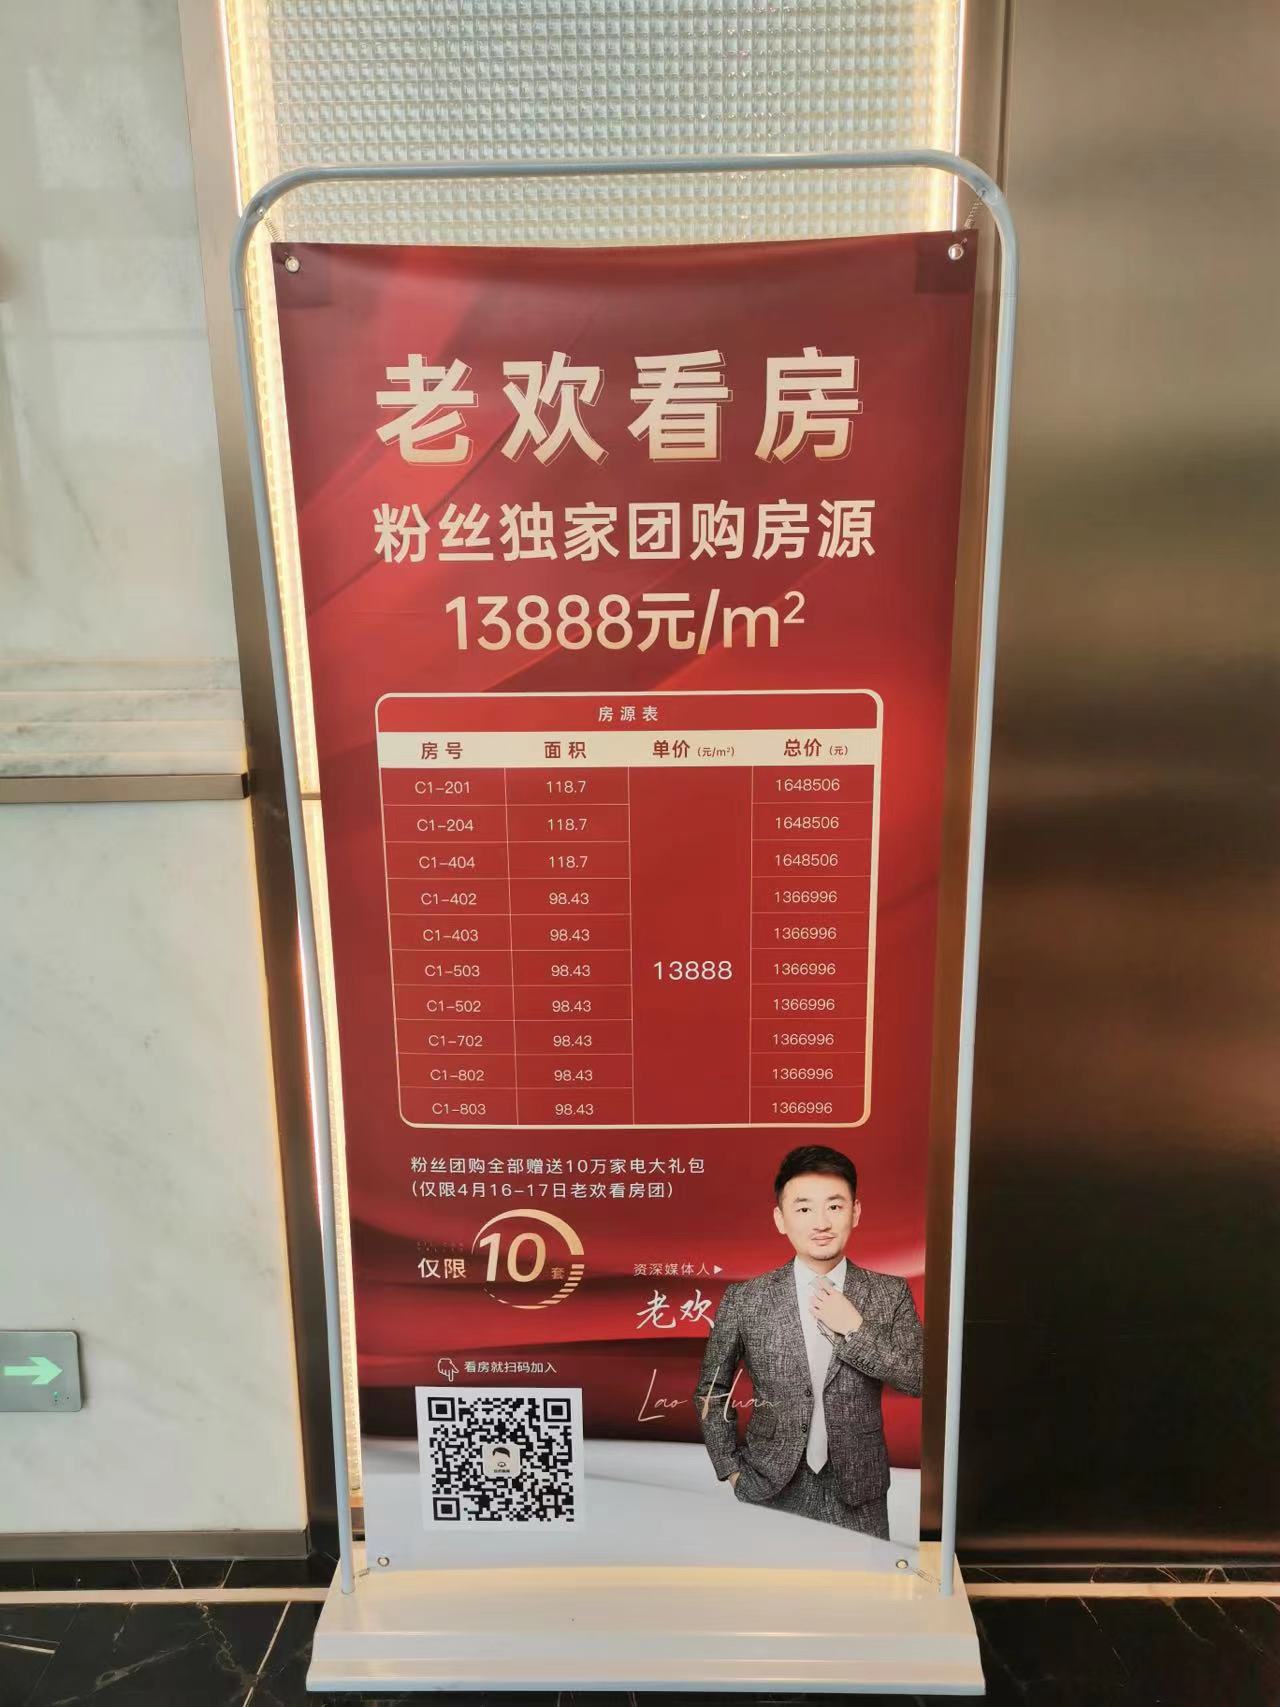 老欢看房
粉丝独家团购房源
13888元/m²
房源表
房号 面积 单价(元/m²) 总价(元)
C1-201 118.7 1648506
C1-204 118.7 1648506
C1-404 118.7 1648506
C1-402 98.43 1366996
C1-403 98.43 1366996
C1-503 98.43 13888 1366996
C1-502 98.43 1366996
C1-702 98.43 1366996
C1-802 98.43 1366996
C1-803 98.43 1366996
粉丝团购全部赠送10万家电大礼包
(仅限4月16-17日老欢看房团)
仅限10套
资深媒体人▶
老欢
Lao Huan
看房就扫码加入